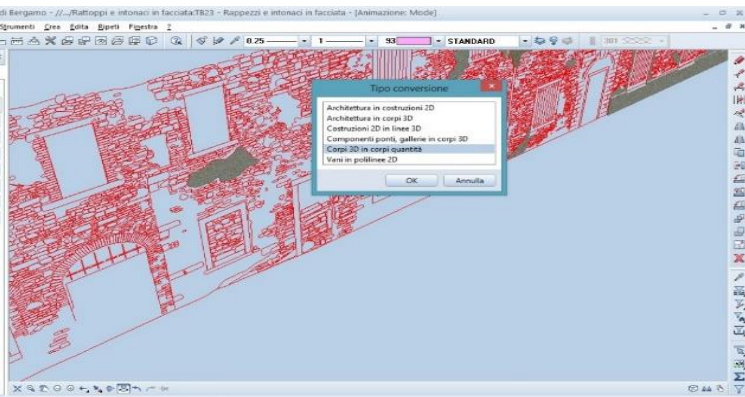 di Bergamo - //.../Rattoppi e intonaci in facciata:TB23 - Rappezzi e intonaci in facciata - [Animazione: Mode]
Strumenti Crea Edita Ripeti Finestra ?
0.25 1 93 STANDARD 301
Tipo conversione
Architettura in costruzioni 2D
Architettura in corpi 3D
Costruzioni 2D in linee 3D
Componenti ponti, gallerie in corpi 3D
Corpi 3D in corpi quantità
Vani in polilinee 2D
OK Annulla